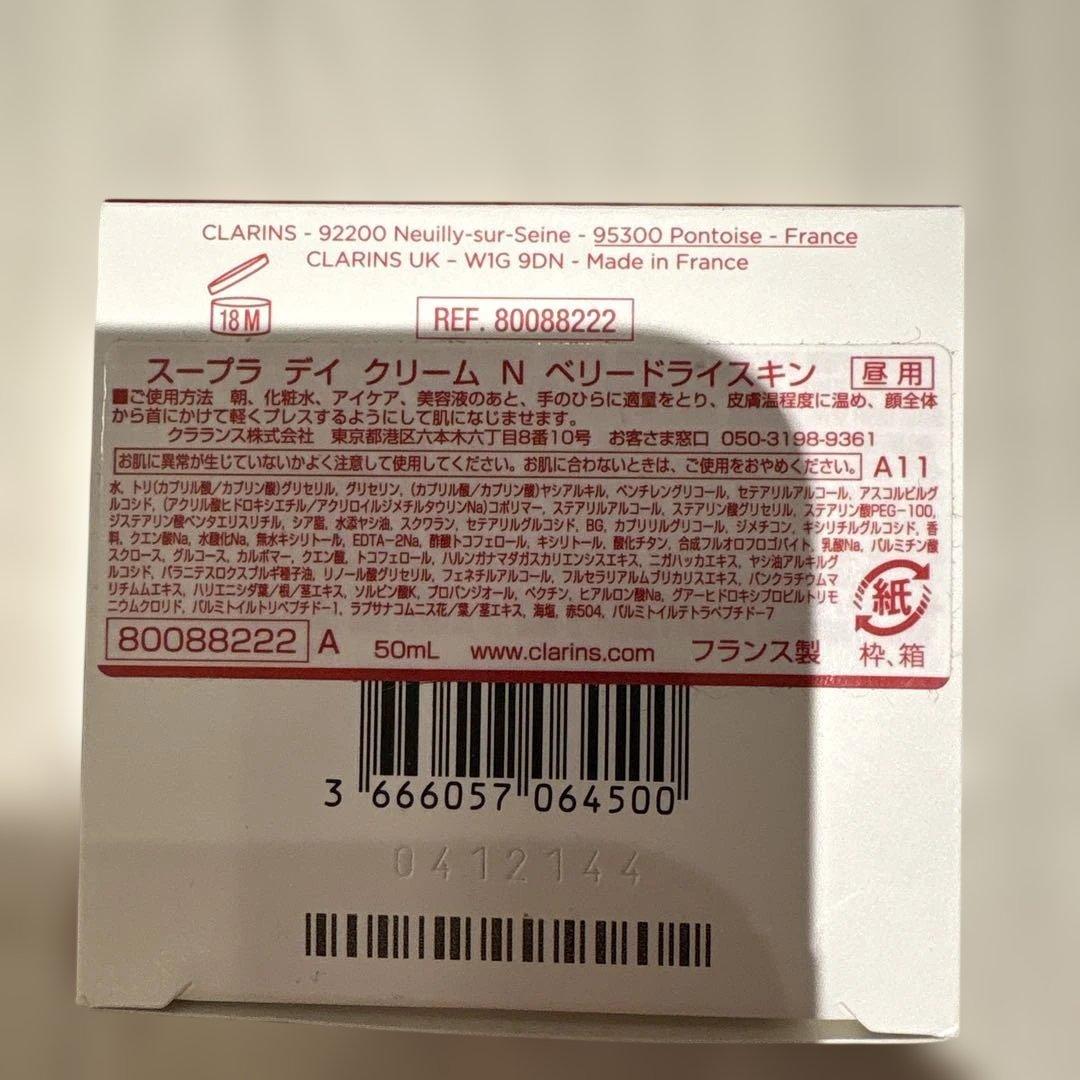 CLARINS - 92200 Neuilly-sur-Seine - 95300 Pontoise - France
CLARINS UK - W1G 9DN - Made in France
18 M
REF. 80088222
スープラ デイ クリーム N ベリードライスキン 昼用
■ご使用方法 朝、化粧水、アイケア、美容液のあと、手のひらに適量をとり、皮膚温程度に温め、顔全体
から首にかけて軽くプレスするようにして肌になじませます。
クラランス株式会社 東京都港区六本木六丁目8番10号 お客さま窓口 050-3198-9361
お肌に異常が生じていないかよく注意して使用してください。お肌に合わないときは、ご使用をおやめください。 A11
水, トリ(カプリル酸/カプリン酸)グリセリル, グリセリン, (カプリル酸/カプリン酸)ヤシアルキル, ペンチレングリコール, セテアリルアルコール, アスコルビルグ
ルコシド, (アクリル酸ヒドロキシエチル/アクリロイルジメチルタウリンNa)コポリマー, ステアリルアルコール, ステアリン酸グリセリル, ステアリン酸PEG-100,
ジステアリン酸ペンタエリスリチル, シア脂, 水添ヤシ油, スクワラン, セテアリルグルコシド, BG, カプリリルグリコール, ジメチコン, キシリチルグルコシド, 香
料, クエン酸Na, 水酸化Na, 無水キシリトール, EDTA-2Na, 酢酸トコフェロール, キシリトール, 酸化チタン, 合成フルオロフロゴパイト, 乳酸Na, パルミチン酸
スクロース, グルコース, カルボマー, クエン酸, トコフェロール, ハルンガナマダガスカリエンシスエキス, ニガハッカエキス, ヤシ油アルキルグ
ルコシド, パラニテスロクスブルギ種子油, リノール酸グリセリル, フェネチルアルコール, フルセラリアルムブリカリスエキス, パンクラチウムマ
リチムムエキス, ハリエニシダ葉/根/茎エキス, ソルビン酸K, プロパンジオール, ペクチン, ヒアルロン酸Na, グアーヒドロキシプロピルトリモ
ニウムクロリド, パルミトイルトリペプチド-1, ラプサナコムニス花/葉/茎エキス, 海塩, 赤504, パルミトイルテトラペプチド-7
紙
80088222 A 50mL www.clarins.com フランス製 枠、箱
3 666057 064500
0412144